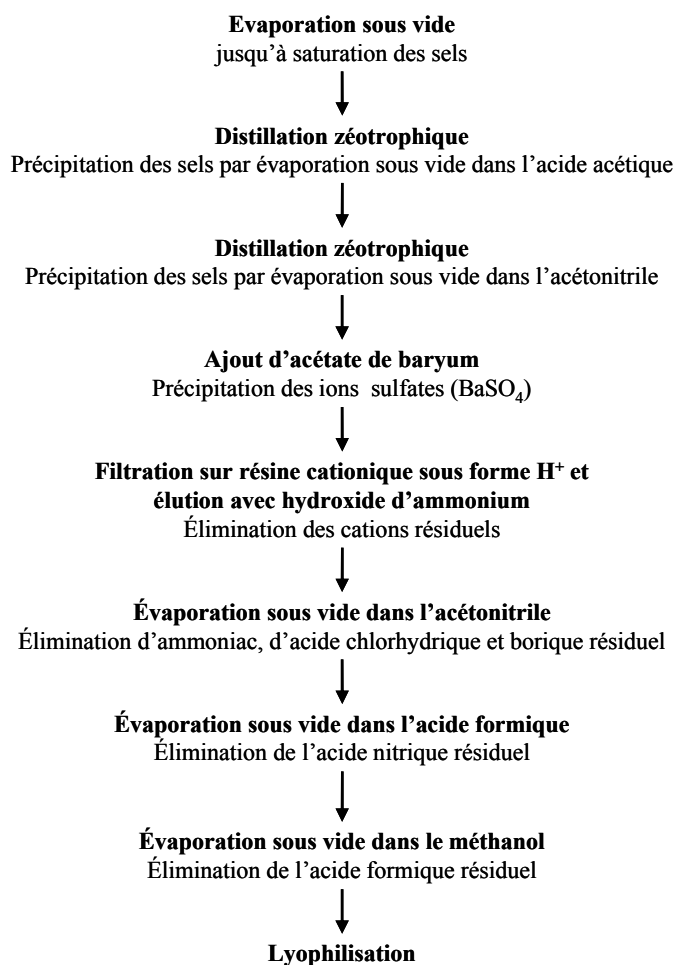 Evaporation sous vide
jusqu’à saturation des sels
Distillation zéotrophique
Précipitation des sels par évaporation sous vide dans l’acide acétique
Distillation zéotrophique
Précipitation des sels par évaporation sous vide dans l’acétonitrile
Ajout d’acétate de baryum
Précipitation des ions sulfates (BaSO₄)
Filtration sur résine cationique sous forme H⁺ et
élution avec hydroxide d’ammonium
Élimination des cations résiduels
Évaporation sous vide dans l’acétonitrile
Élimination d’ammoniac, d’acide chlorhydrique et borique résiduel
Évaporation sous vide dans l’acide formique
Élimination de l’acide nitrique résiduel
Évaporation sous vide dans le méthanol
Élimination de l’acide formique résiduel
Lyophilisation